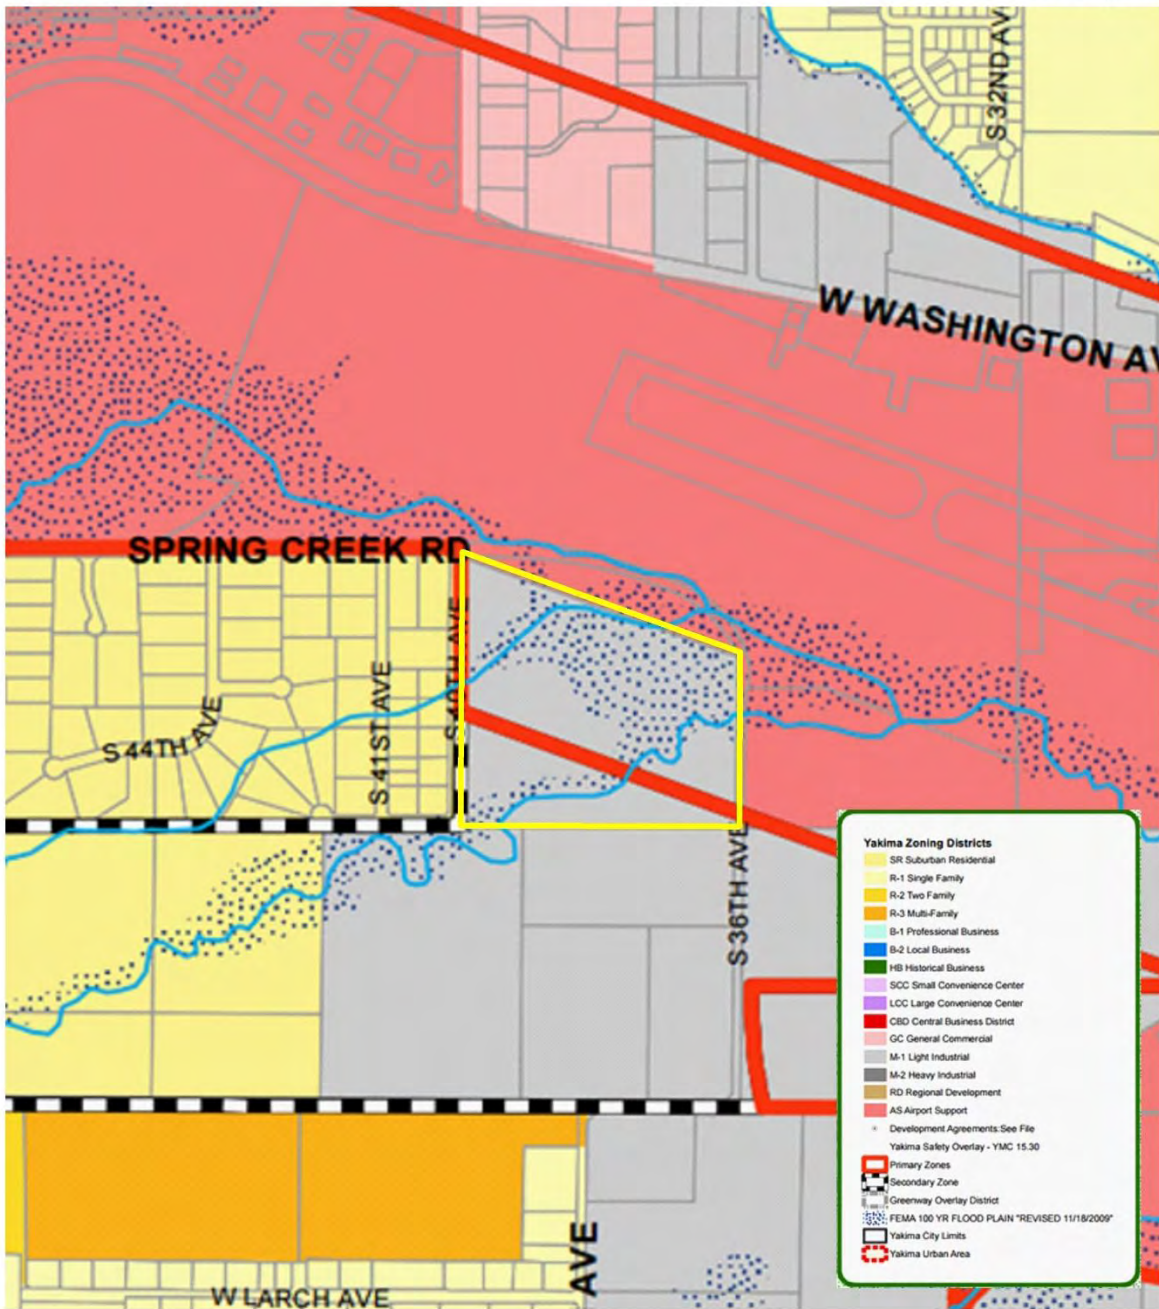 S 32ND AV
W WASHINGTON AV
SPRING CREEK RD
S 40TH AVE
S 41ST AVE
S 44TH AVE
S 36TH AVE
AVE
W LARCH AVE
Yakima Zoning Districts
SR Suburban Residential
R-1 Single Family
R-2 Two Family
R-3 Multi-Family
B-1 Professional Business
B-2 Local Business
HB Historical Business
SCC Small Convenience Center
LCC Large Convenience Center
CBD Central Business District
GC General Commercial
M-1 Light Industrial
M-2 Heavy Industrial
RD Regional Development
AS Airport Support
Development Agreements:See File
Yakima Safety Overlay - YMC 15.30
Primary Zones
Secondary Zone
Greenway Overlay District
FEMA 100 YR FLOOD PLAIN "REVISED 11/18/2009"
Yakima City Limits
Yakima Urban Area